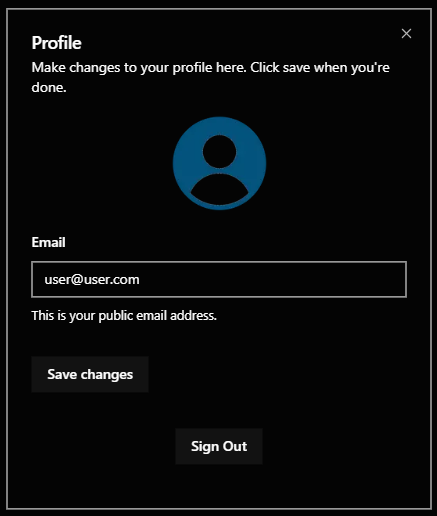 Profile
Make changes to your profile here. Click save when you're
done.
Email
user@user.com
This is your public email address.
Save changes
Sign Out